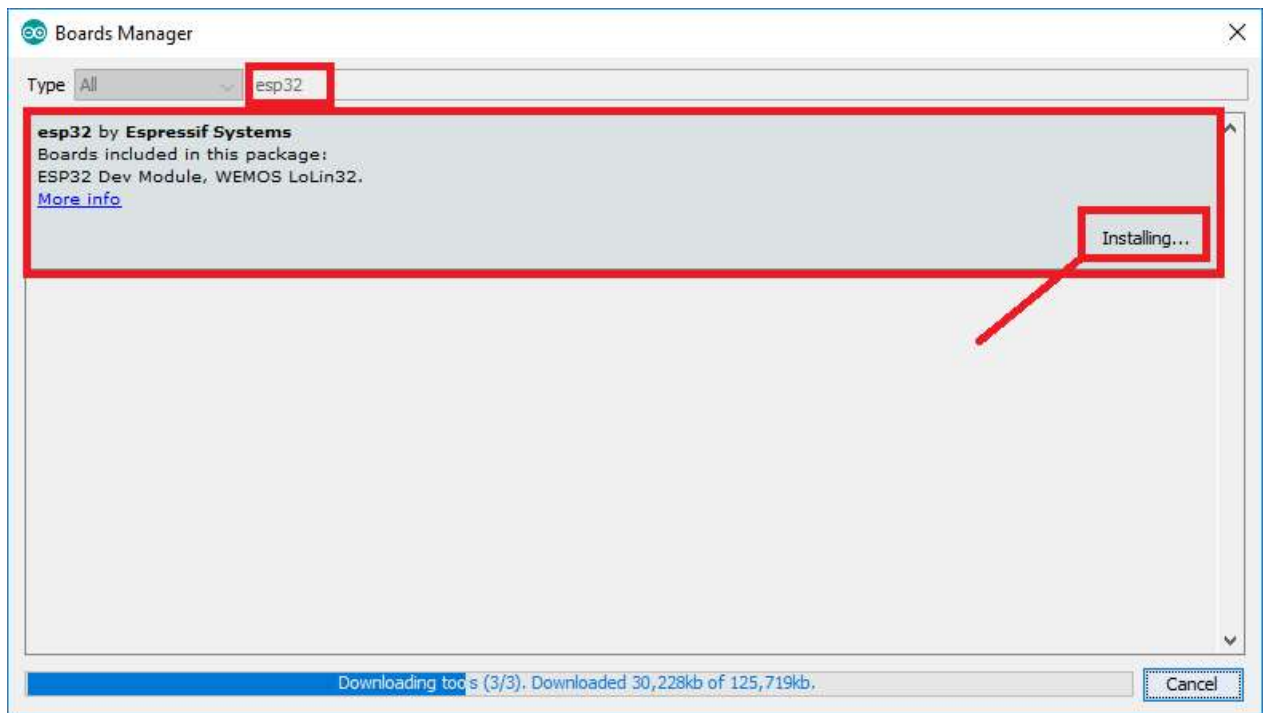 Boards Manager
Type All esp32
esp32 by Espressif Systems
Boards included in this package:
ESP32 Dev Module, WEMOS LoLin32.
More info
Installing...
Downloading tools (3/3). Downloaded 30,228kb of 125,719kb.
Cancel